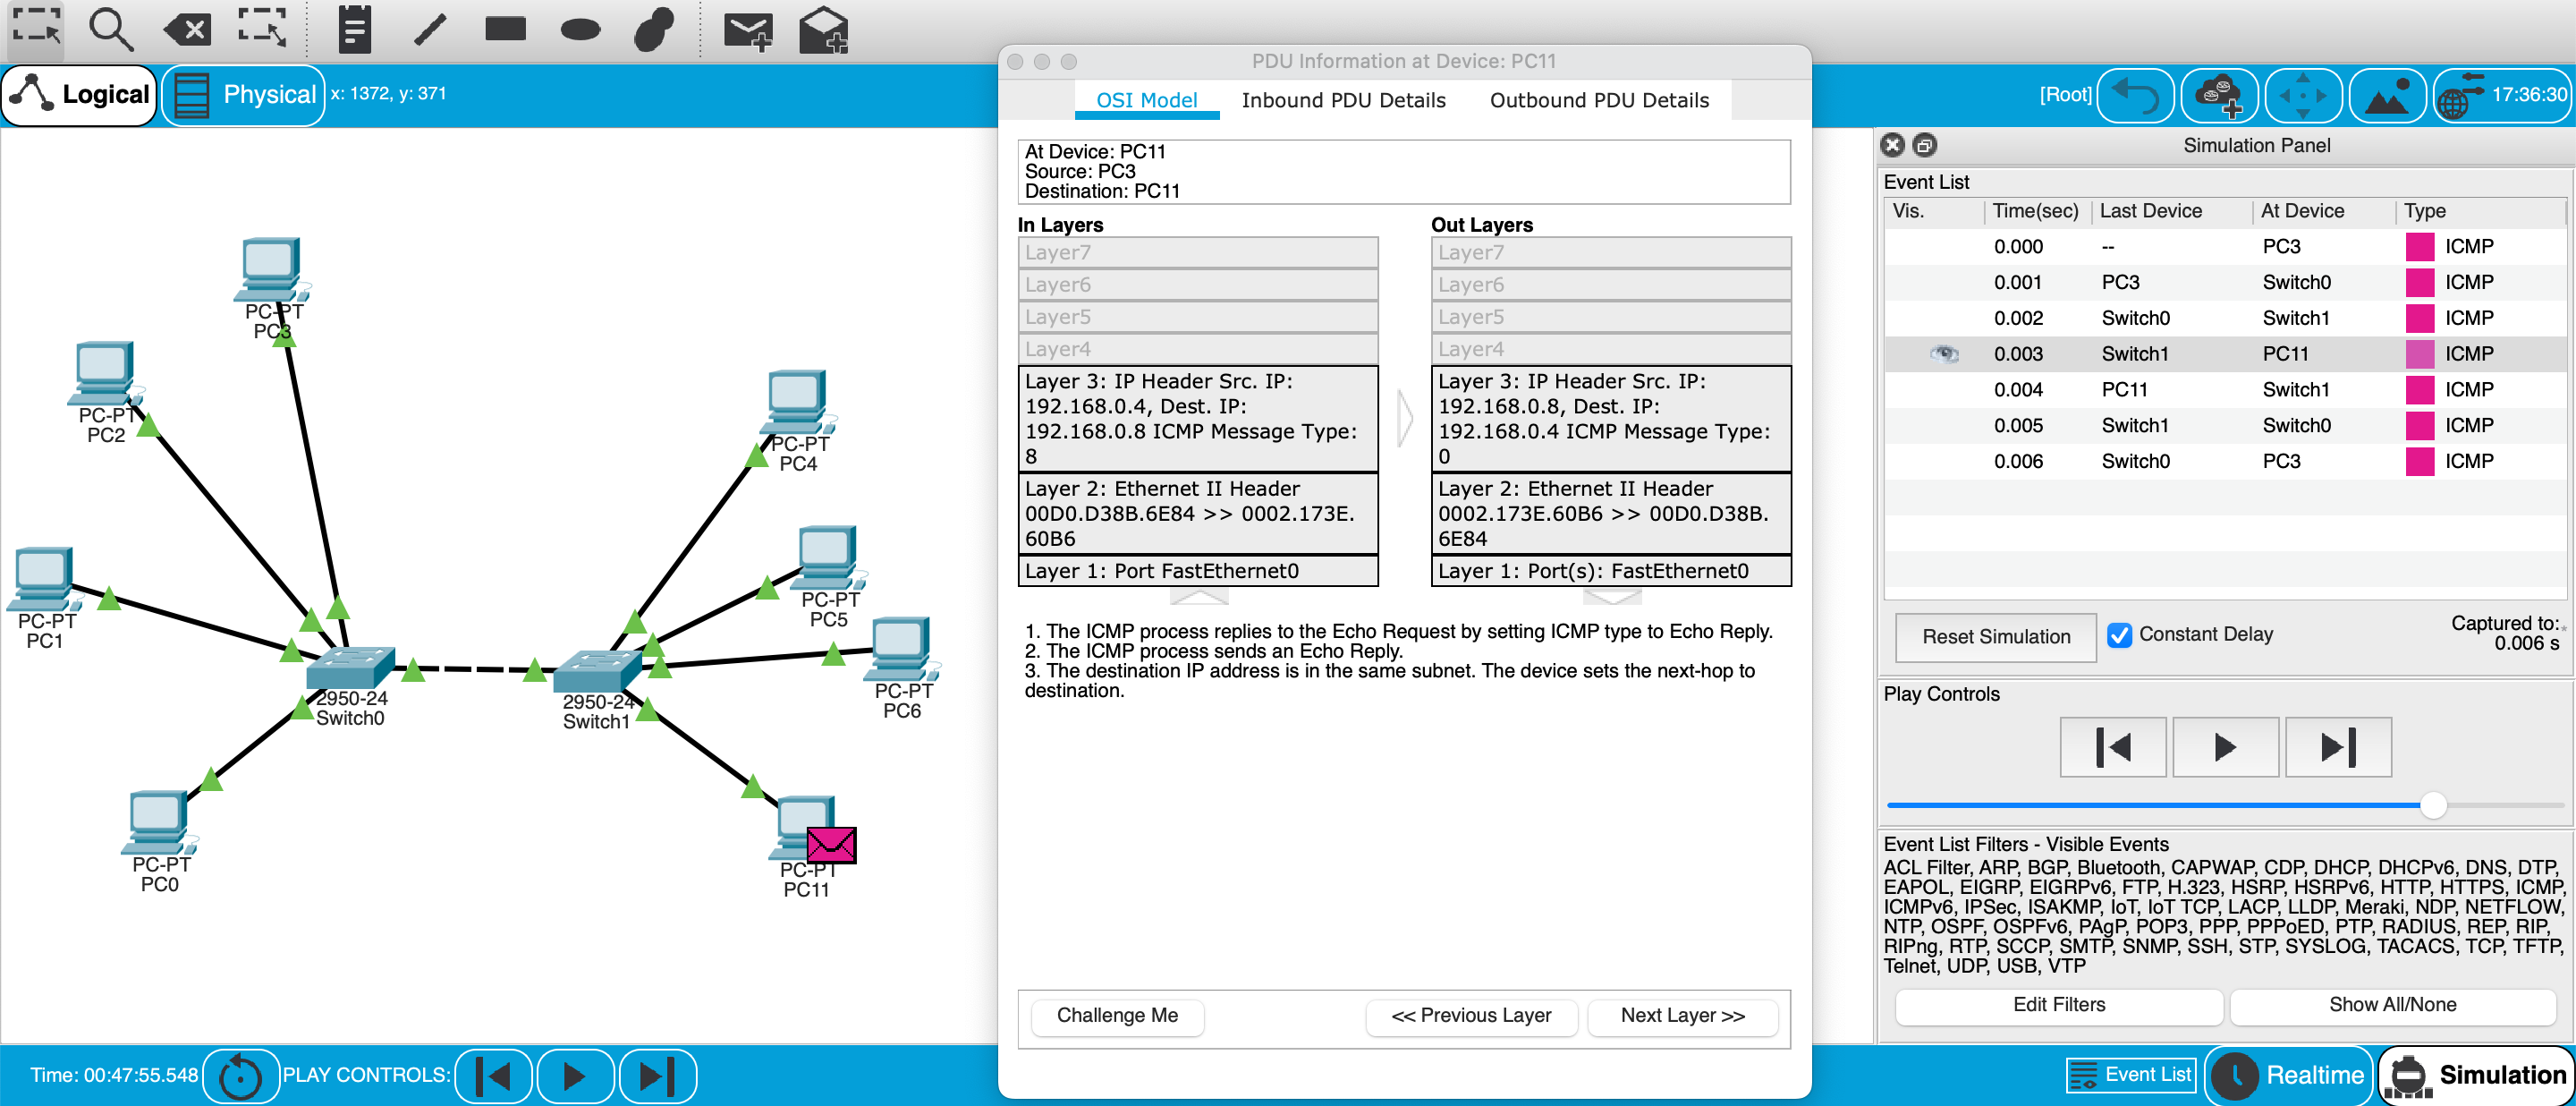 PDU Information at Device: PC11
Logical
Physical
x: 1372, y: 371
[Root]
17:36:30
OSI Model
Inbound PDU Details
Outbound PDU Details
At Device: PC11
Source: PC3
Destination: PC11
In Layers
Layer7
Layer6
Layer5
Layer4
Layer 3: IP Header Src. IP:
192.168.0.4, Dest. IP:
192.168.0.8 ICMP Message Type:
8
Layer 2: Ethernet II Header
00D0.D38B.6E84 >> 0002.173E.
60B6
Layer 1: Port FastEthernet0
Out Layers
Layer7
Layer6
Layer5
Layer4
Layer 3: IP Header Src. IP:
192.168.0.8, Dest. IP:
192.168.0.4 ICMP Message Type:
0
Layer 2: Ethernet II Header
0002.173E.60B6 >> 00D0.D38B.
6E84
Layer 1: Port(s): FastEthernet0
1. The ICMP process replies to the Echo Request by setting ICMP type to Echo Reply.
2. The ICMP process sends an Echo Reply.
3. The destination IP address is in the same subnet. The device sets the next-hop to
destination.
Challenge Me
<< Previous Layer
Next Layer >>
PC-PT
PC3
PC-PT
PC2
PC-PT
PC4
PC-PT
PC1
PC-PT
PC5
PC-PT
PC6
2950-24
Switch0
2950-24
Switch1
PC-PT
PC0
PC-PT
PC11
Simulation Panel
Event List
Vis. Time(sec) Last Device At Device Type
0.000 -- PC3 ICMP
0.001 PC3 Switch0 ICMP
0.002 Switch0 Switch1 ICMP
0.003 Switch1 PC11 ICMP
0.004 PC11 Switch1 ICMP
0.005 Switch1 Switch0 ICMP
0.006 Switch0 PC3 ICMP
Reset Simulation
Constant Delay
Captured to:*
0.006 s
Play Controls
Event List Filters - Visible Events
ACL Filter, ARP, BGP, Bluetooth, CAPWAP, CDP, DHCP, DHCPv6, DNS, DTP,
EAPOL, EIGRP, EIGRPv6, FTP, H.323, HSRP, HSRPv6, HTTP, HTTPS, ICMP,
ICMPv6, IPSec, ISAKMP, IoT, IoT TCP, LACP, LLDP, Meraki, NDP, NETFLOW,
NTP, OSPF, OSPFv6, PAgP, POP3, PPP, PPPoED, PTP, RADIUS, REP, RIP,
RIPng, RTP, SCCP, SMTP, SNMP, SSH, STP, SYSLOG, TACACS, TCP, TFTP,
Telnet, UDP, USB, VTP
Edit Filters
Show All/None
Time: 00:47:55.548
PLAY CONTROLS:
Event List
Realtime
Simulation